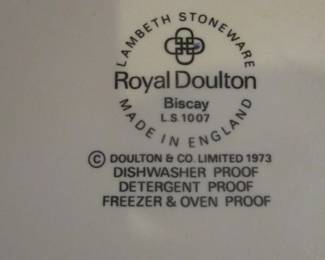 LAMBETH STONEWARE
Royal Doulton
Biscay
L.S.1007
MADE IN ENGLAND
© DOULTON & CO. LIMITED 1973
DISHWASHER PROOF
DETERGENT PROOF
FREEZER & OVEN PROOF